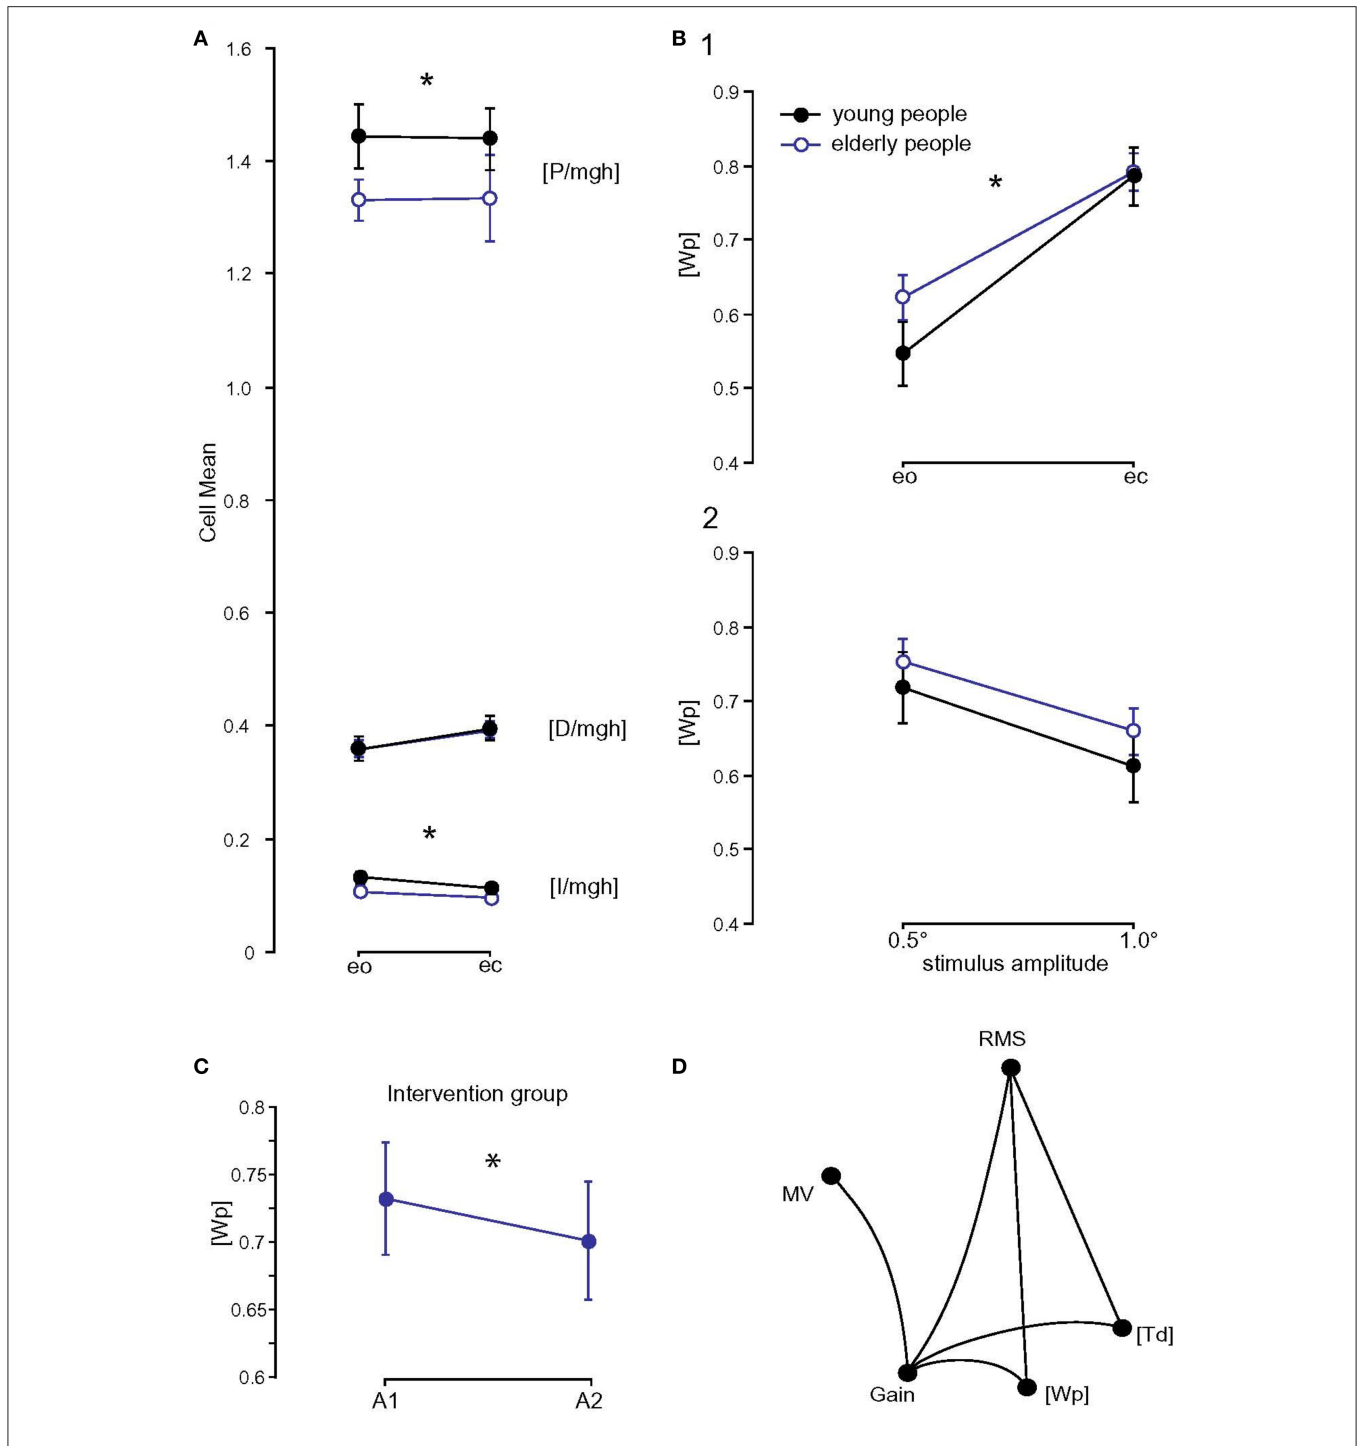 A
1.6
1.4
1.2
1.0
0.8
0.6
0.4
0.2
0
Cell Mean
*
[P/mgh]
[D/mgh]
*
[I/mgh]
eo
ec
B
1
0.9
0.8
0.7
0.6
0.5
0.4
[Wp]
young people
elderly people
*
eo
ec
2
0.9
0.8
0.7
0.6
0.5
0.4
[Wp]
0.5°
1.0°
stimulus amplitude
C
Intervention group
0.8
0.75
0.7
0.65
0.6
[Wp]
*
A1
A2
D
RMS
MV
[Td]
Gain
[Wp]